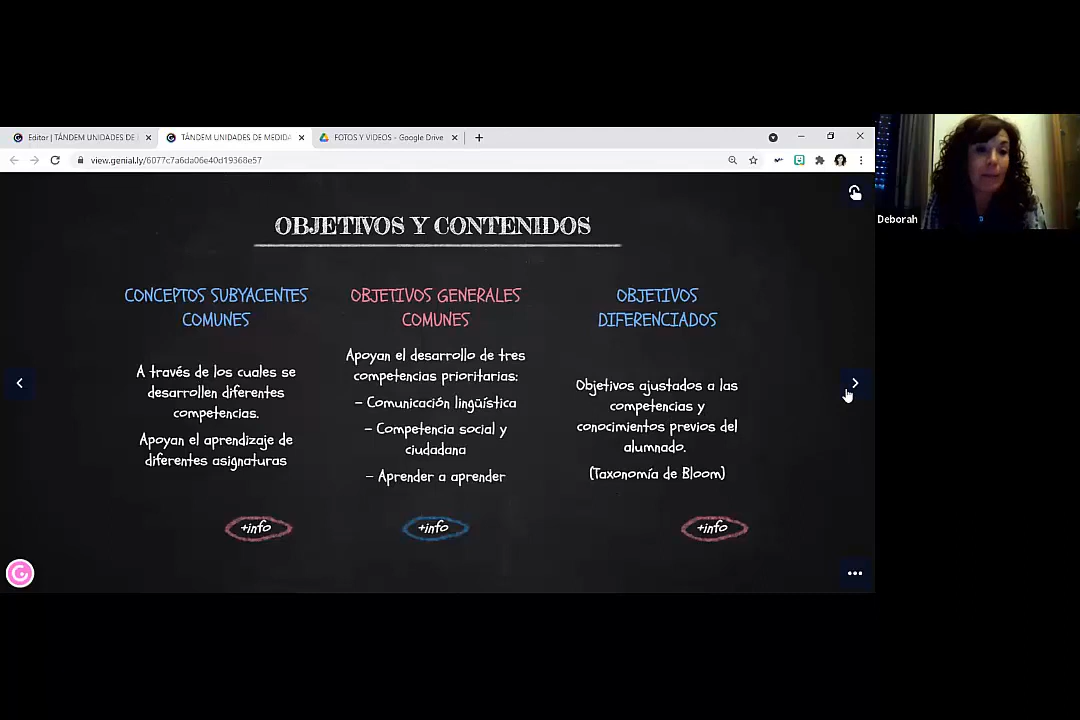 Editor | TÁNDEM UNIDADES DE
TÁNDEM UNIDADES DE MEDIDA
FOTOS Y VIDEOS - Google Drive
view.genial.ly/6077c7a6da06e40d19368e57
Deborah
OBJETIVOS Y CONTENIDOS
CONCEPTOS SUBYACENTES
COMUNES
A través de los cuales se
desarrollen diferentes
competencias.
Apoyan el aprendizaje de
diferentes asignaturas
+info
OBJETIVOS GENERALES
COMUNES
Apoyan el desarrollo de tres
competencias prioritarias:
- Comunicación lingüística
- Competencia social y
ciudadana
- Aprender a aprender
+info
OBJETIVOS
DIFERENCIADOS
Objetivos ajustados a las
competencias y
conocimientos previos del
alumnado.
(Taxonomía de Bloom)
+info